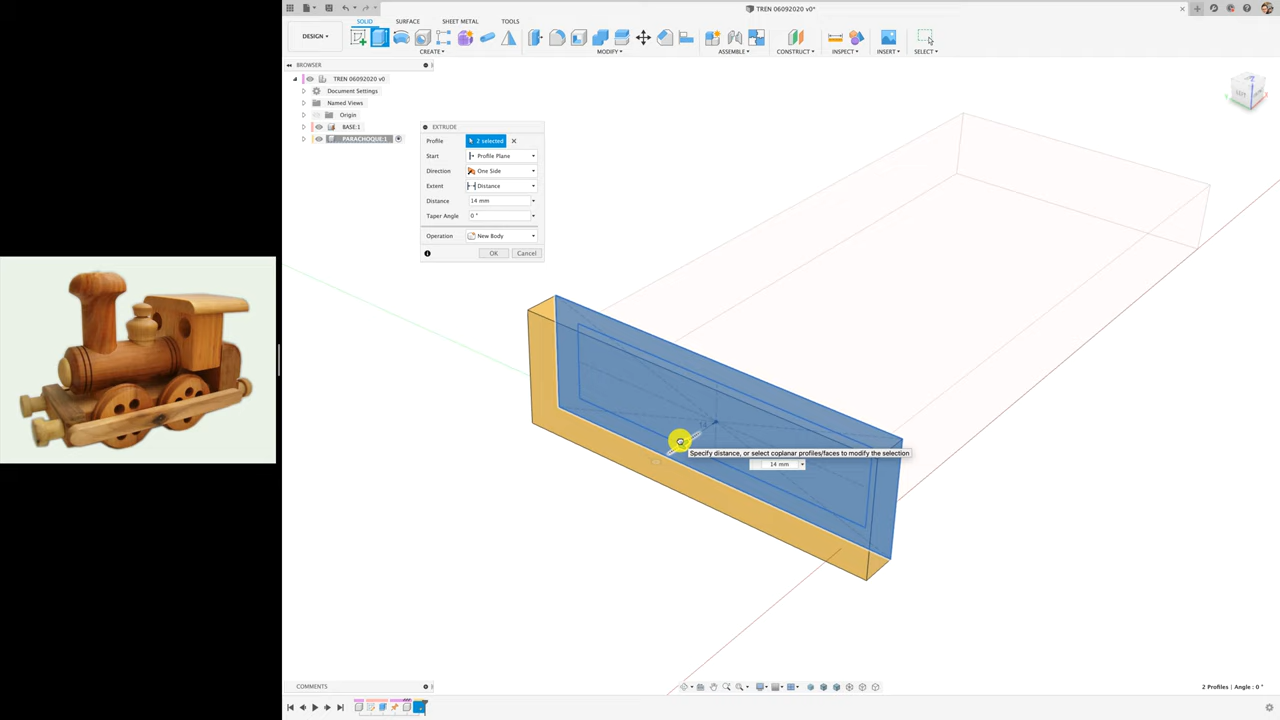 TREN 06092020 v0*
DESIGN
SOLID SURFACE SHEET METAL TOOLS
CREATE MODIFY ASSEMBLE CONSTRUCT INSPECT INSERT SELECT
BROWSER
TREN 06092020 v0
Document Settings
Named Views
Origin
BASE:1
PARACHOQUE:1
EXTRUDE
Profile 2 selected
Start Profile Plane
Direction One Side
Extent Distance
Distance 14 mm
Taper Angle 0 °
Operation New Body
OK Cancel
LEFT
14
Specify distance, or select coplanar profiles/faces to modify the selection
14 mm
COMMENTS
2 Profiles | Angle : 0 °